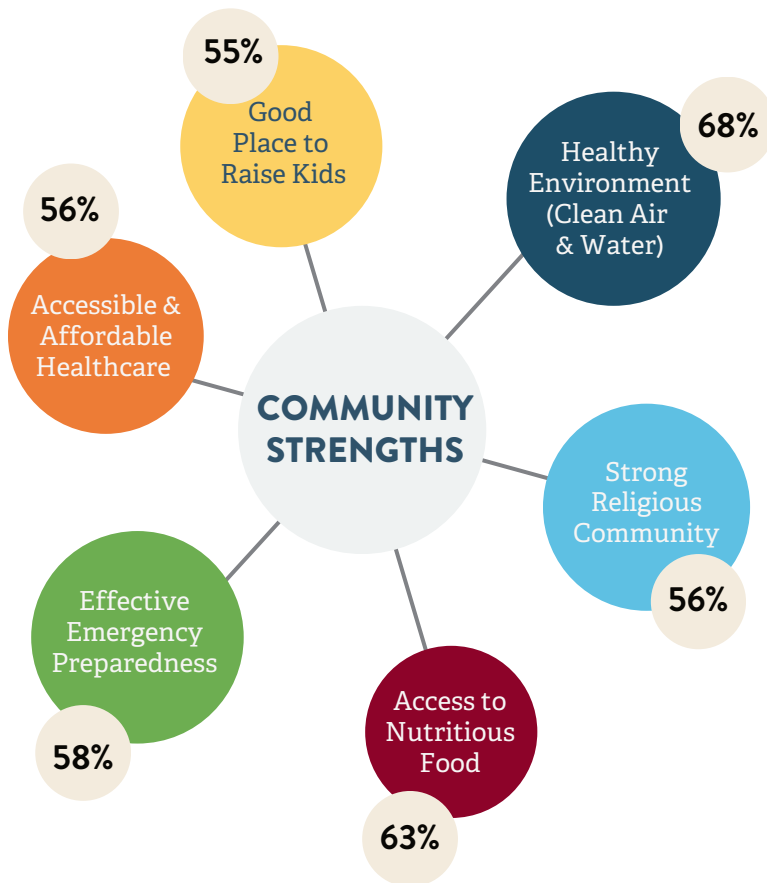 55%
Good
Place to
Raise Kids
68%
Healthy
Environment
(Clean Air
& Water)
56%
Accessible &
Affordable
Healthcare
COMMUNITY
STRENGTHS
Strong
Religious
Community
56%
Effective
Emergency
Preparedness
58%
Access to
Nutritious
Food
63%